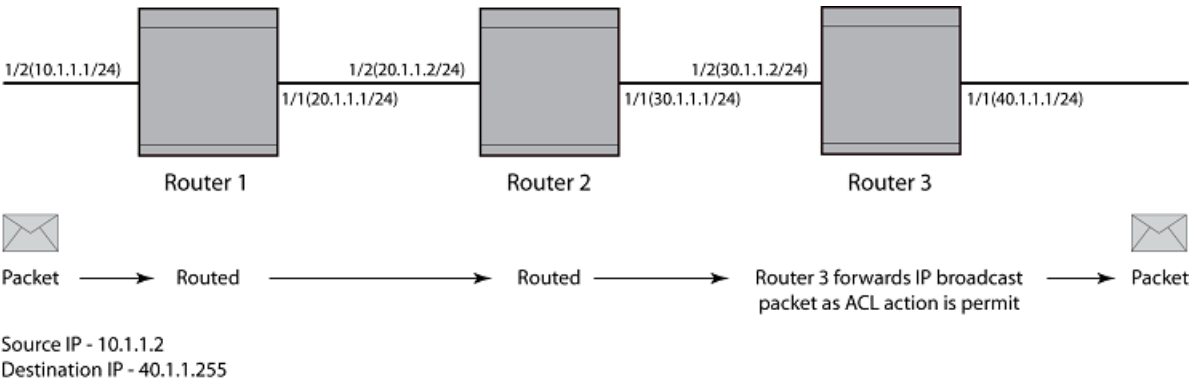 1/2(10.1.1.1/24)
1/2(20.1.1.2/24)
1/2(30.1.1.2/24)
1/1(20.1.1.1/24)
1/1(30.1.1.1/24)
1/1(40.1.1.1/24)
Router 1
Router 2
Router 3
Packet
Routed
Routed
Router 3 forwards IP broadcast
packet as ACL action is permit
Packet
Source IP - 10.1.1.2
Destination IP - 40.1.1.255